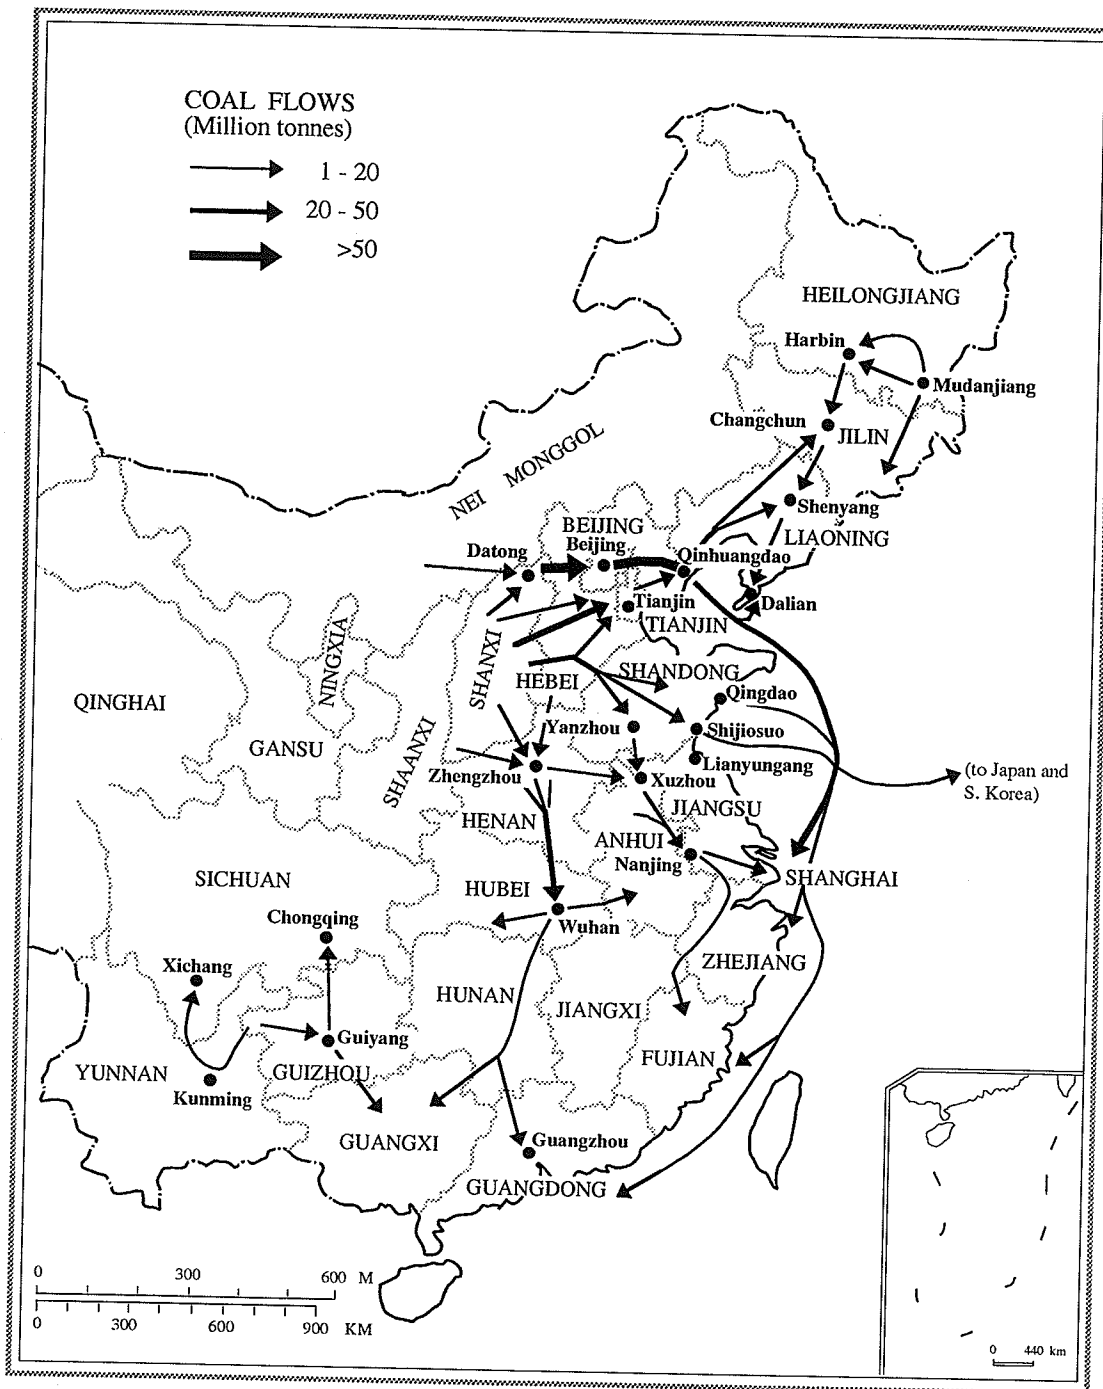 COAL FLOWS
(Million tonnes)
1 - 20
20 - 50
>50
HEILONGJIANG
Harbin
Mudanjiang
Changchun
JILIN
NEI MONGGOL
Shenyang
LIAONING
BEIJING
Beijing
Datong
Qinhuangdao
Dalian
Tianjin
TIANJIN
NINGXIA
SHANXI
SHANDONG
HEBEI
Qingdao
QINGHAI
GANSU
SHAANXI
Yanzhou
Shijiosuo
Lianyungang
Zhengzhou
Xuzhou
(to Japan and
S. Korea)
JIANGSU
HENAN
ANHUI
Nanjing
SICHUAN
HUBEI
SHANGHAI
Chongqing
Wuhan
Xichang
ZHEJIANG
HUNAN
JIANGXI
Guiyang
FUJIAN
YUNNAN
GUIZHOU
Kunming
GUANGXI
Guangzhou
GUANGDONG
0 300 600 M
0 300 600 900 KM
0 440 km